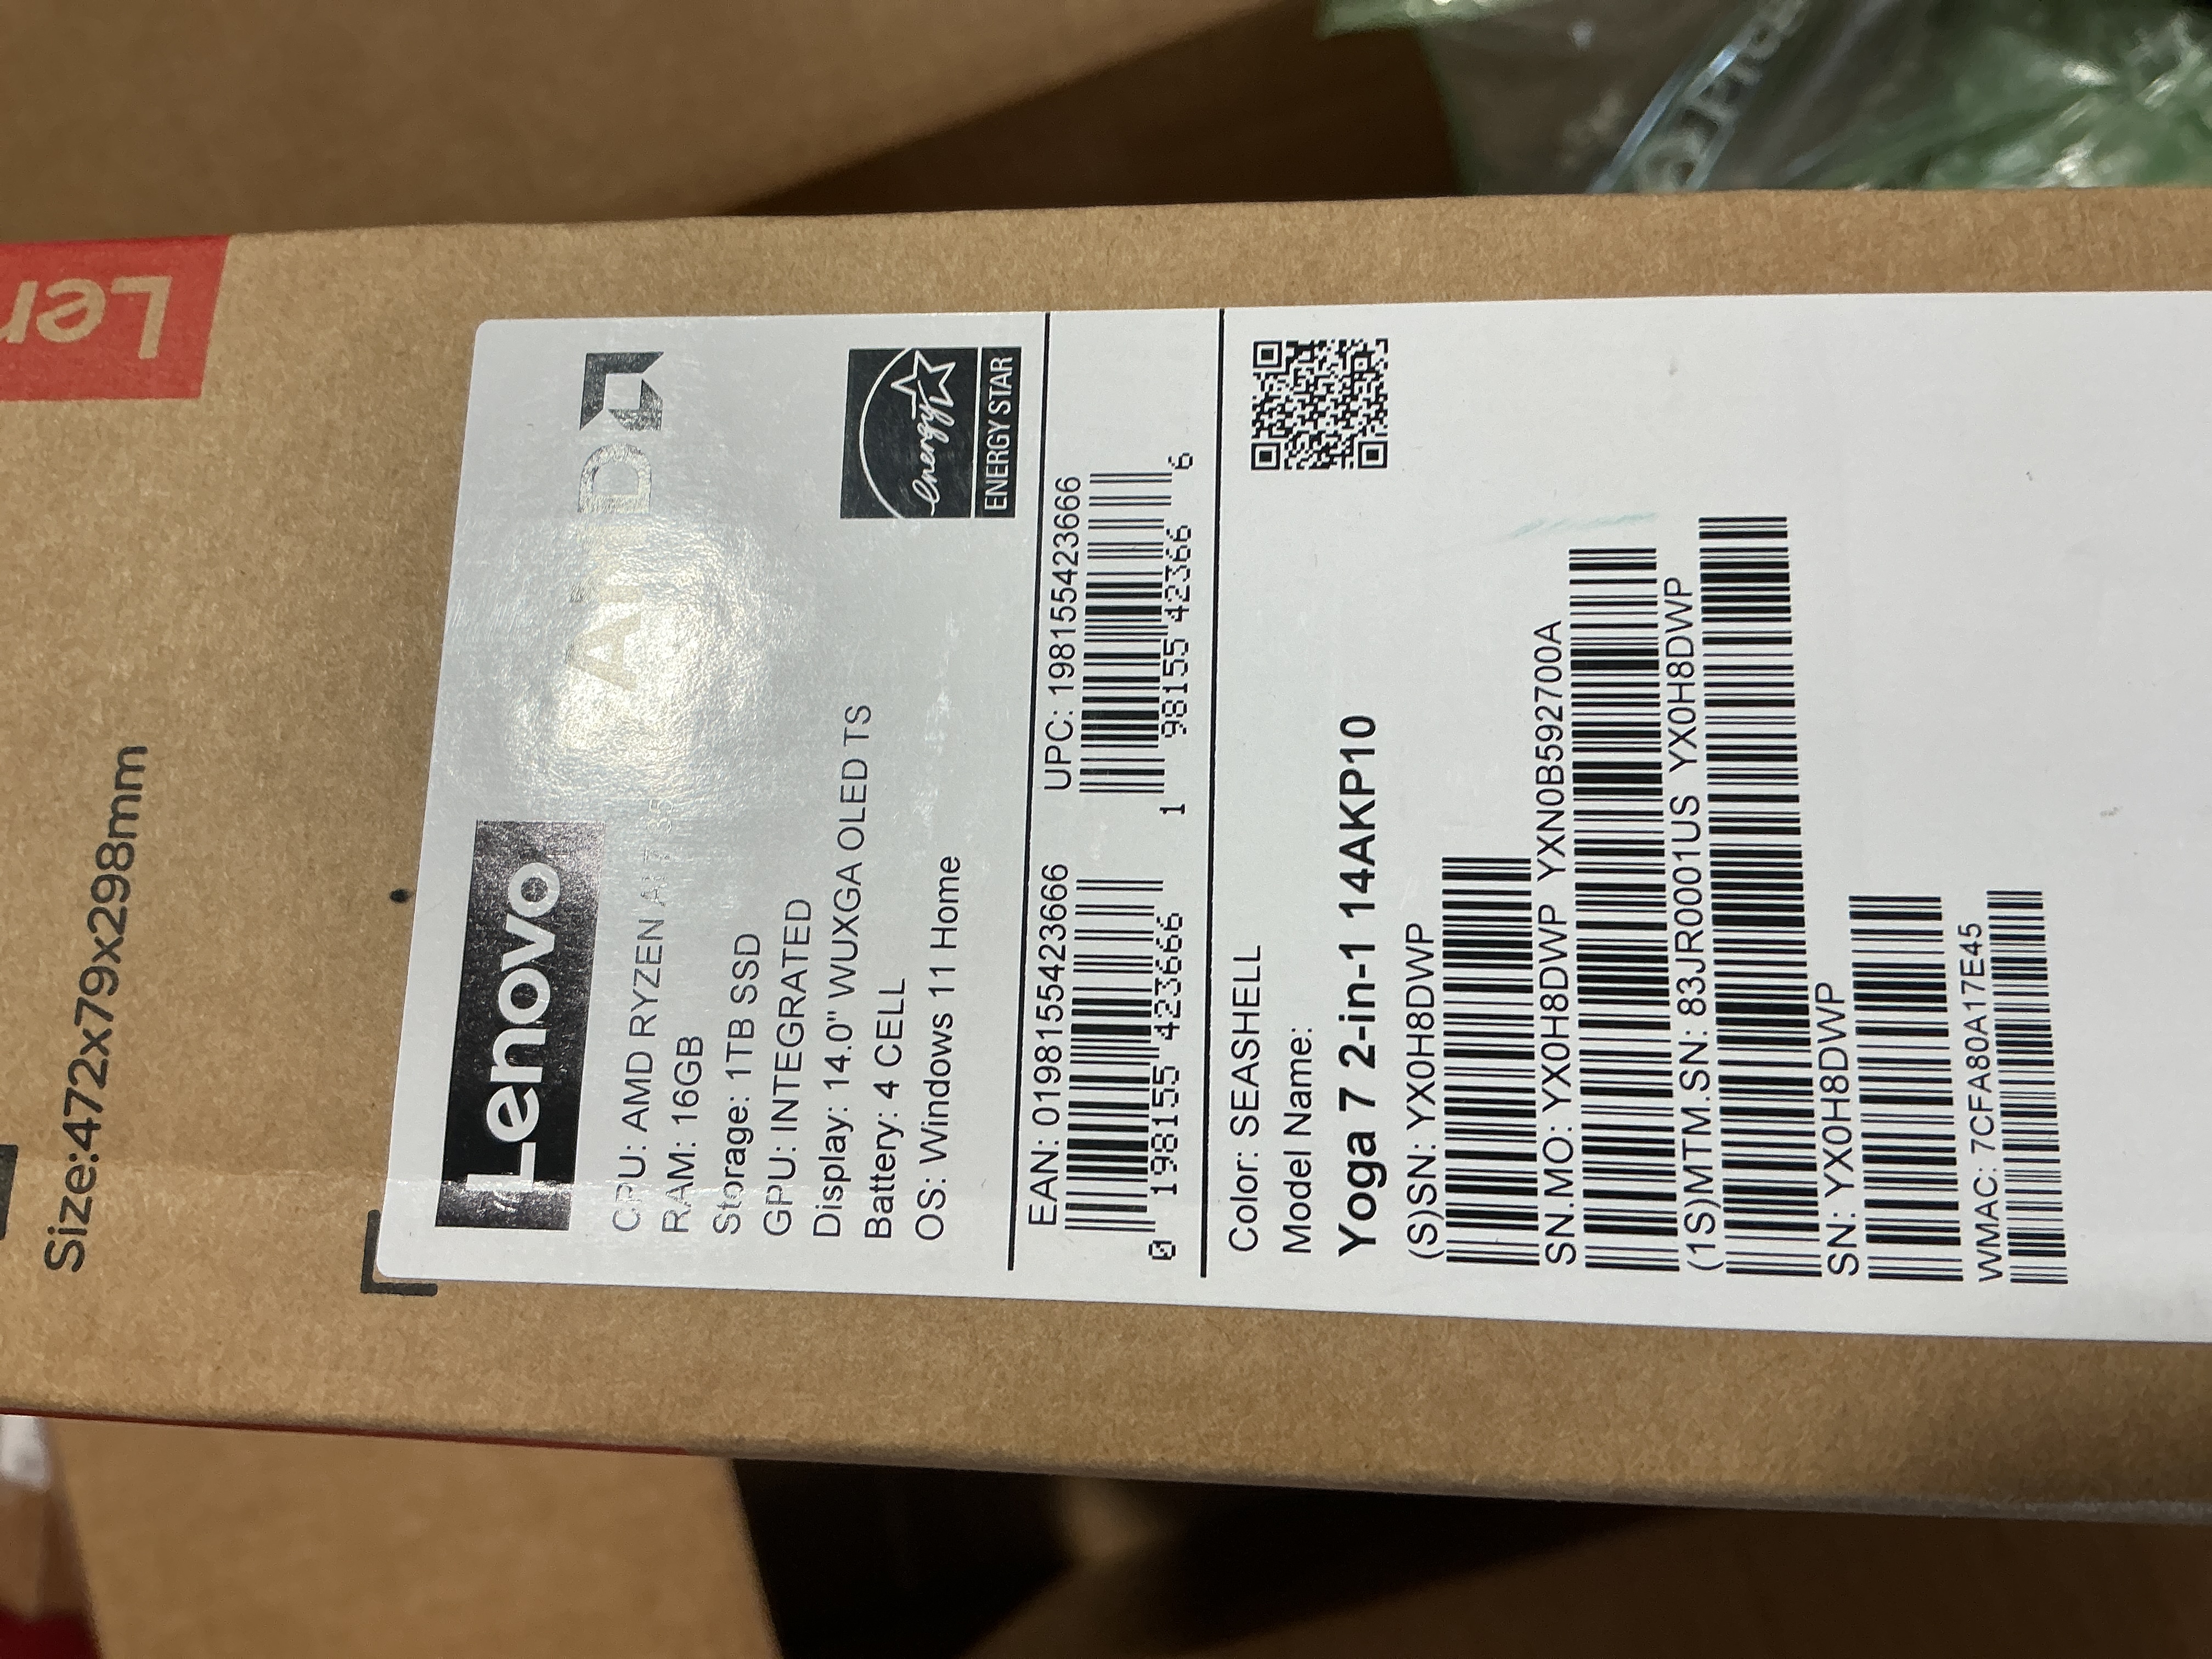 Size:472x79x298mm
Lenovo
AMD
CPU: AMD RYZEN AI 7 35
RAM: 16GB
Storage: 1TB SSD
GPU: INTEGRATED
Display: 14.0" WUXGA OLED TS
Battery: 4 CELL
OS: Windows 11 Home
energy
ENERGY STAR
EAN: 0198155423666
0 198155 423666
UPC: 198155423666
1 98155 42366 6
Color: SEASHELL
Model Name:
Yoga 7 2-in-1 14AKP10
(S)SN: YX0H8DWP
SN.MO: YX0H8DWP YXN0B592700A
(1S)MTM.SN: 83JR0001US YX0H8DWP
SN: YX0H8DWP
WMAC: 7CFA80A17E45